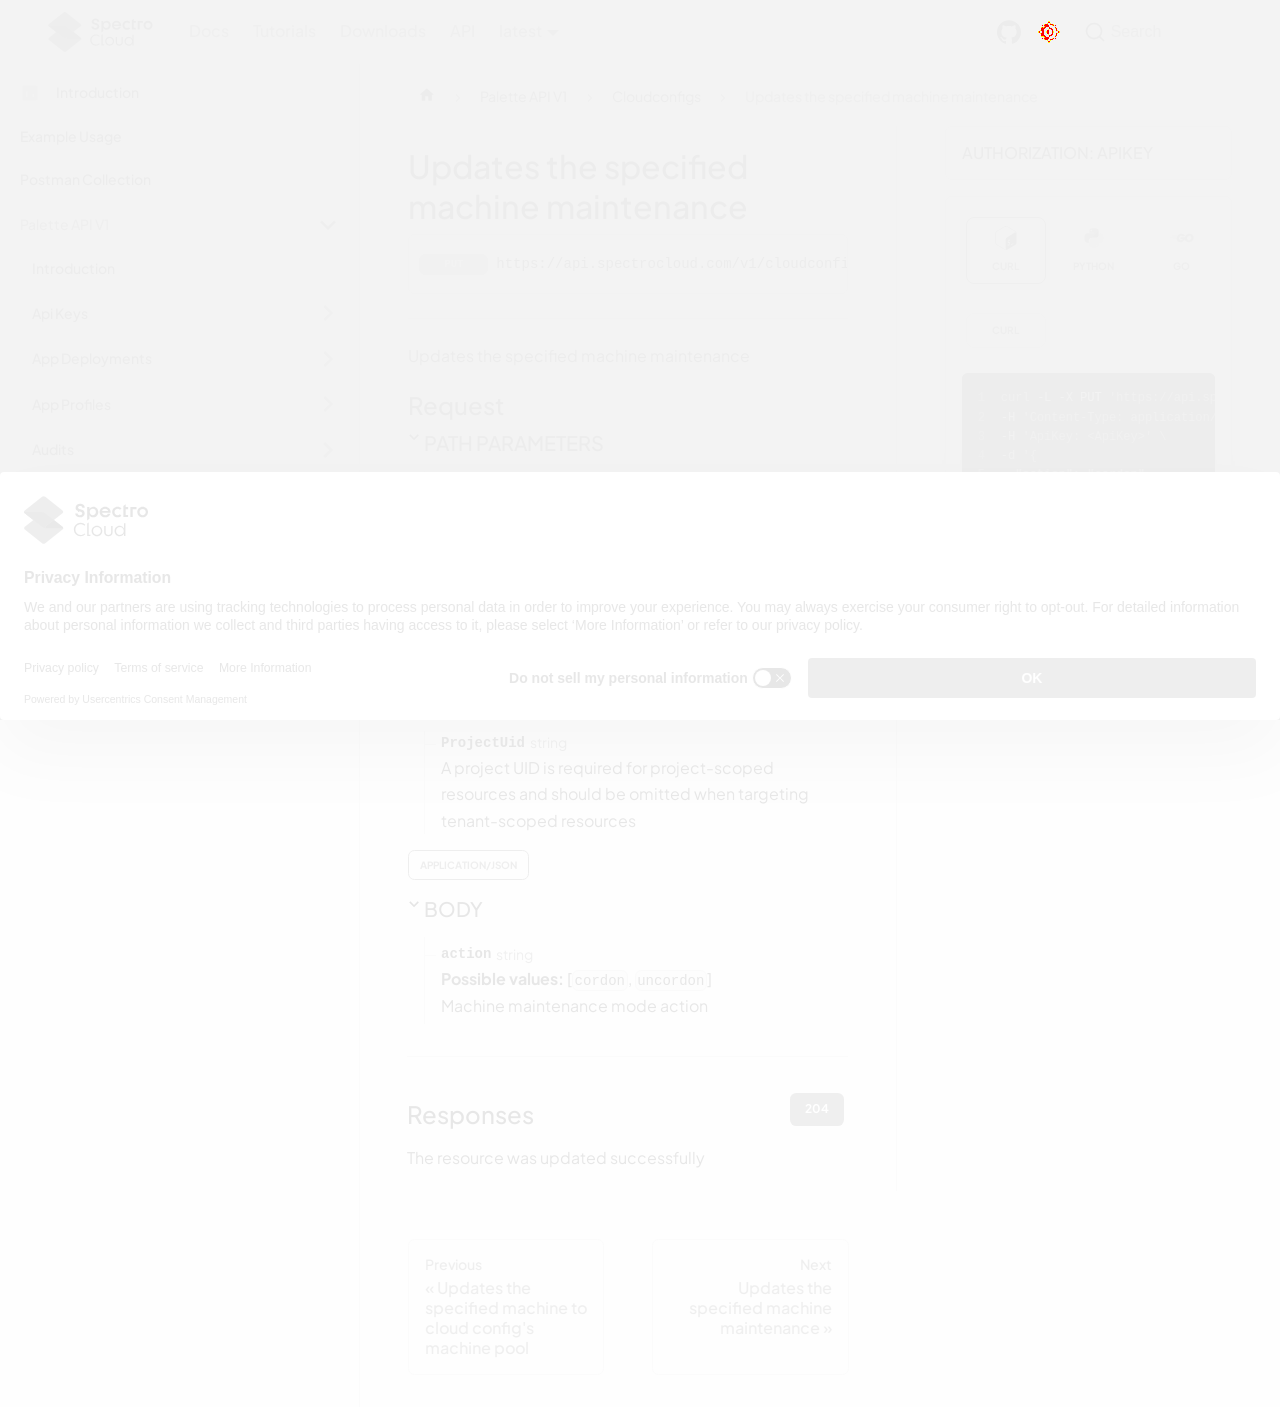 Spectro Cloud
Docs Tutorials Downloads API latest
Search
Introduction
Example Usage
Postman Collection
Palette API V1
Introduction
Api Keys
App Deployments
App Profiles
Audits
Palette API V1 Cloudconfigs Updates the specified machine maintenance
Updates the specified
machine maintenance
https://api.spectrocloud.com/v1/cloudconfi
Updates the specified machine maintenance
Request
PATH PARAMETERS
AUTHORIZATION: APIKEY
CURL PYTHON GO
CURL
Spectro
Cloud
Privacy Information
We and our partners are using tracking technologies to process personal data in order to improve your experience. You may always exercise your consumer right to opt-out. For detailed information
about personal information we collect and third parties having access to it, please select 'More Information' or refer to our privacy policy.
Privacy policy Terms of service More Information
Powered by Usercentrics Consent Management
Do not sell my personal information
OK
ProjectUid string
A project UID is required for project-scoped
resources and should be omitted when targeting
tenant-scoped resources
APPLICATION/JSON
BODY
action string
Possible values: [cordon, uncordon]
Machine maintenance mode action
Responses
204
The resource was updated successfully
Previous
« Updates the
specified machine to
cloud config's
machine pool
Next
Updates the
specified machine
maintenance »